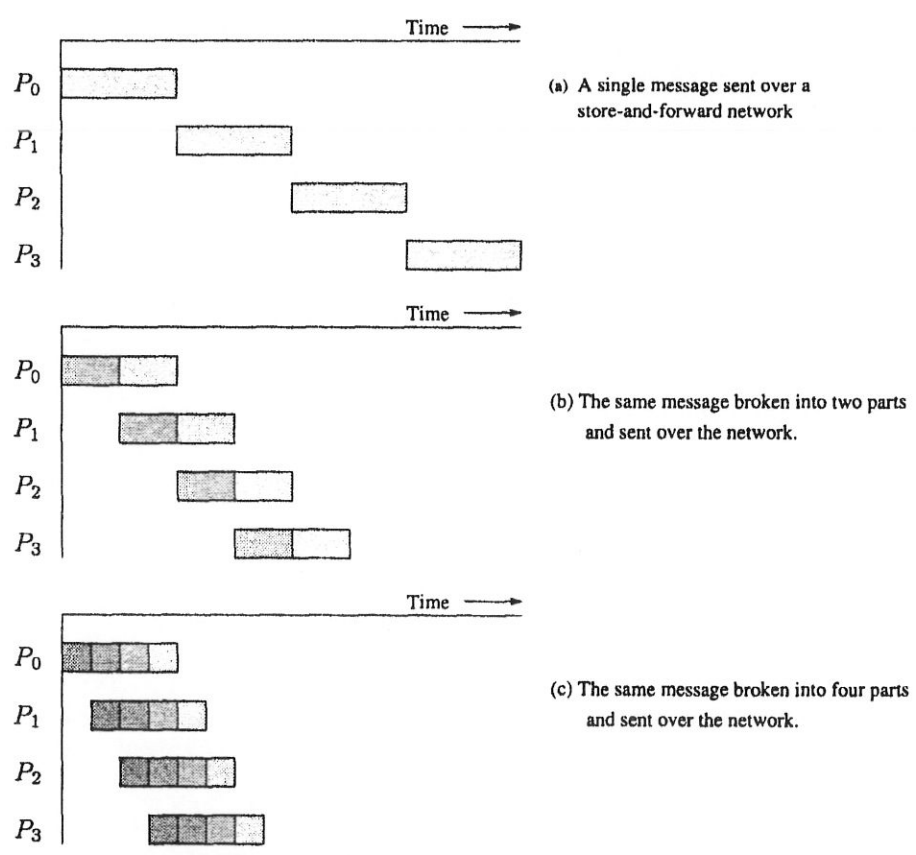 Time
P0
(a) A single message sent over a
store-and-forward network
P1
P2
P3
Time
P0
(b) The same message broken into two parts
and sent over the network.
P1
P2
P3
Time
P0
(c) The same message broken into four parts
and sent over the network.
P1
P2
P3